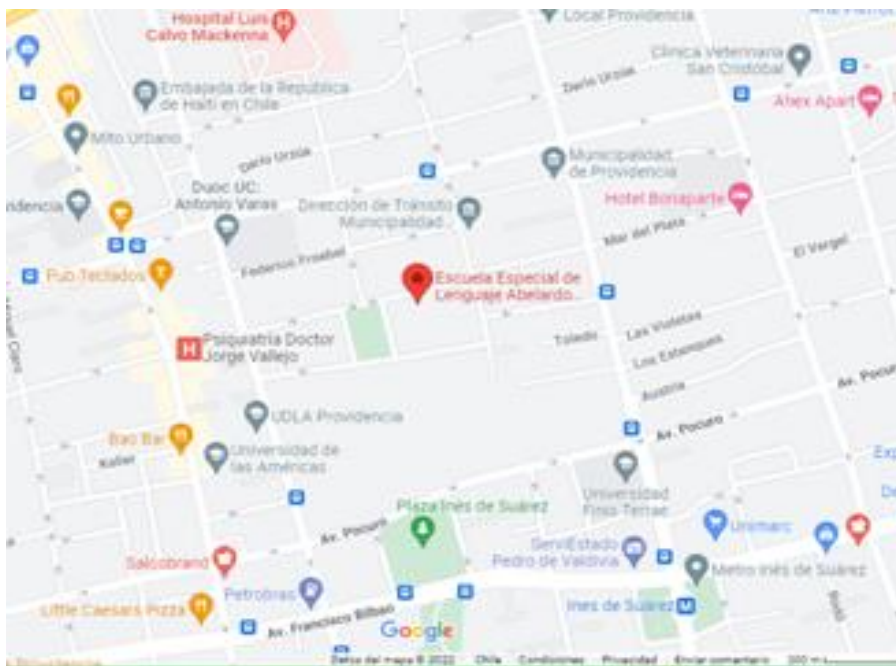 Hospital Luis
Calvo Mackenna
Local Providencia
Clínica Veterinaria
San Cristóbal
Embajada de la República
de Haití en Chile
Darío Urzúa
Apex Apart
Mito Urbano
Darío Urzúa
Municipalidad
de Providencia
Duoc UC:
Antonio Varas
Dirección de Tránsito
Municipalidad...
Hotel Bonaparte
Mar del Plata
El Vergel
Federico Froebel
Pub Teclados
Escuela Especial de
Lenguaje Abelardo...
Psiquiatría Doctor
Jorge Vallejo
Toledo
Las Violetas
Los Estanques
Austria
Av. Pocuro
UDLA Providencia
Av. Pocuro
Bao Bar
Keller
Universidad de
las Américas
Universidad
Finis Terrae
Plaza Inés de Suárez
Av. Pocuro
Unimarc
ServiEstado
Pedro de Valdivia
Salcobrand
Metro Inés de Suárez
Petrobras
Little Caesars Pizza
Inés de Suárez
Av. Francisco Bilbao
Google
Datos del mapa © 2022
Chile
Condiciones
Privacidad
Enviar comentario